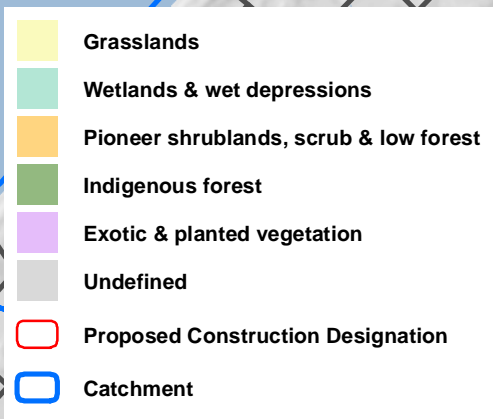 Grasslands
Wetlands & wet depressions
Pioneer shrublands, scrub & low forest
Indigenous forest
Exotic & planted vegetation
Undefined
Proposed Construction Designation
Catchment